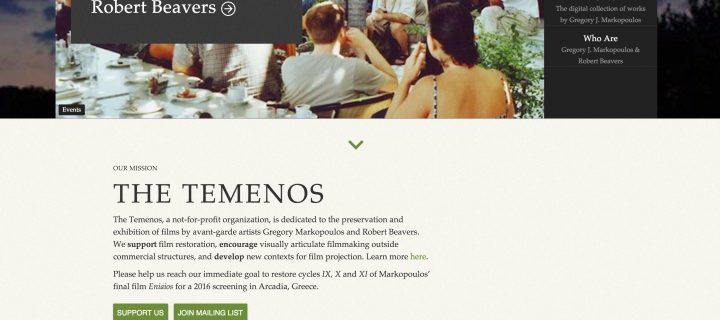 Robert Beavers
The digital collection of works
by Gregory J. Markopoulos
Who Are
Gregory J. Markopoulos &
Robert Beavers
Events
OUR MISSION
THE TEMENOS
The Temenos, a not-for-profit organization, is dedicated to the preservation and
exhibition of films by avant-garde artists Gregory Markopoulos and Robert Beavers.
We support film restoration, encourage visually articulate filmmaking outside
commercial structures, and develop new contexts for film projection. Learn more here.
Please help us reach our immediate goal to restore cycles IX, X and XI of Markopoulos'
final film Eniaios for a 2016 screening in Arcadia, Greece.
SUPPORT US
JOIN MAILING LIST